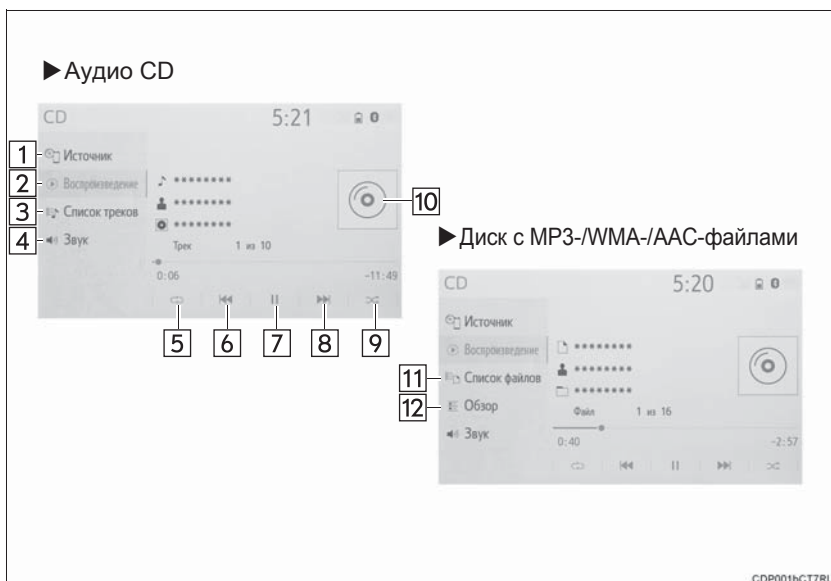 ▶Аудио CD
CD 5:21
1 Источник
2 Воспроизведение
3 Список треков
4 Звук
********
********
********
Трек 1 из 10
0:06 -11:49
10
5 6 7 8 9
▶Диск с MP3-/WMA-/AAC-файлами
CD 5:20
Источник
Воспроизведение
11 Список файлов
12 Обзор
Звук
********
********
********
Файл 1 из 16
0:40 -2:57
CDP001bCT7RU